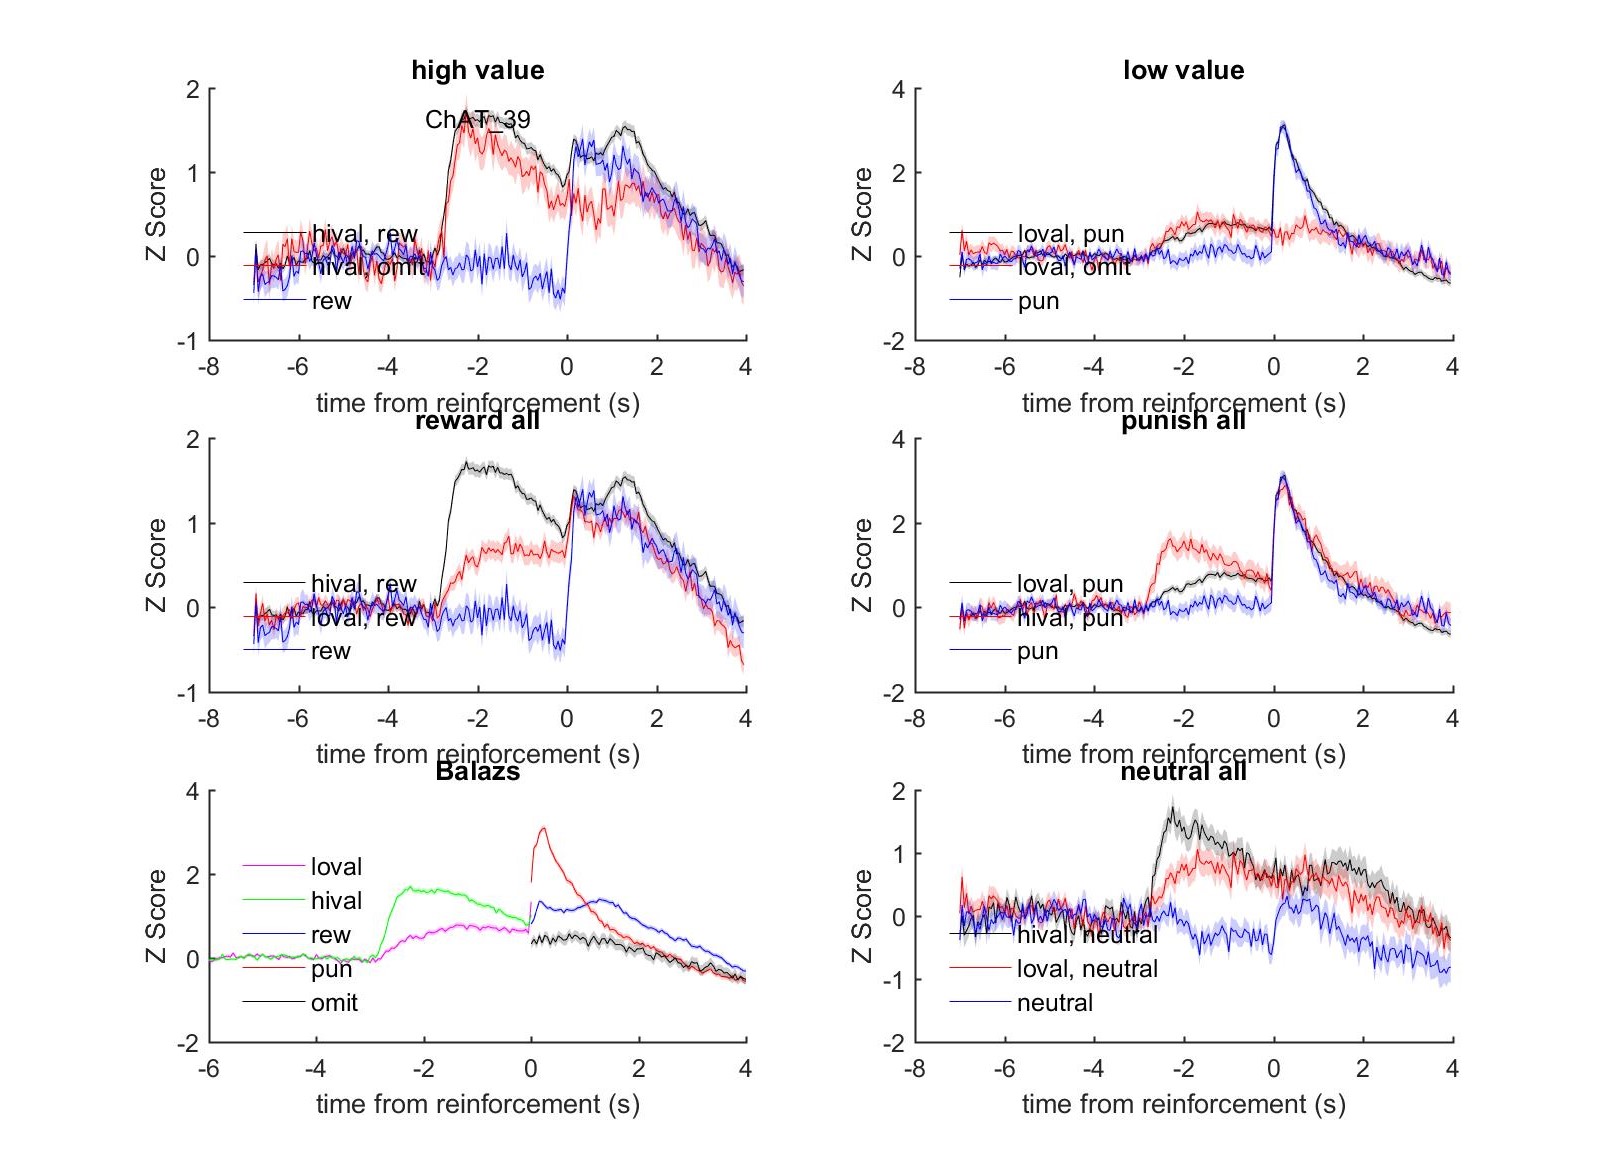 high value
ChAT_39
2
1
0
-1
Z Score
hival, rew
hival, omit
rew
-8 -6 -4 -2 0 2 4
time from reinforcement (s)
low value
4
2
0
-2
Z Score
loval, pun
loval, omit
pun
-8 -6 -4 -2 0 2 4
time from reinforcement (s)
reward all
2
1
0
-1
Z Score
hival, rew
loval, rew
rew
-8 -6 -4 -2 0 2 4
time from reinforcement (s)
punish all
4
2
0
-2
Z Score
loval, pun
hival, pun
pun
-8 -6 -4 -2 0 2 4
time from reinforcement (s)
Balazs
4
2
0
-2
Z Score
loval
hival
rew
pun
omit
-6 -4 -2 0 2 4
time from reinforcement (s)
neutral all
2
1
0
-1
-2
Z Score
hival, neutral
loval, neutral
neutral
-8 -6 -4 -2 0 2 4
time from reinforcement (s)